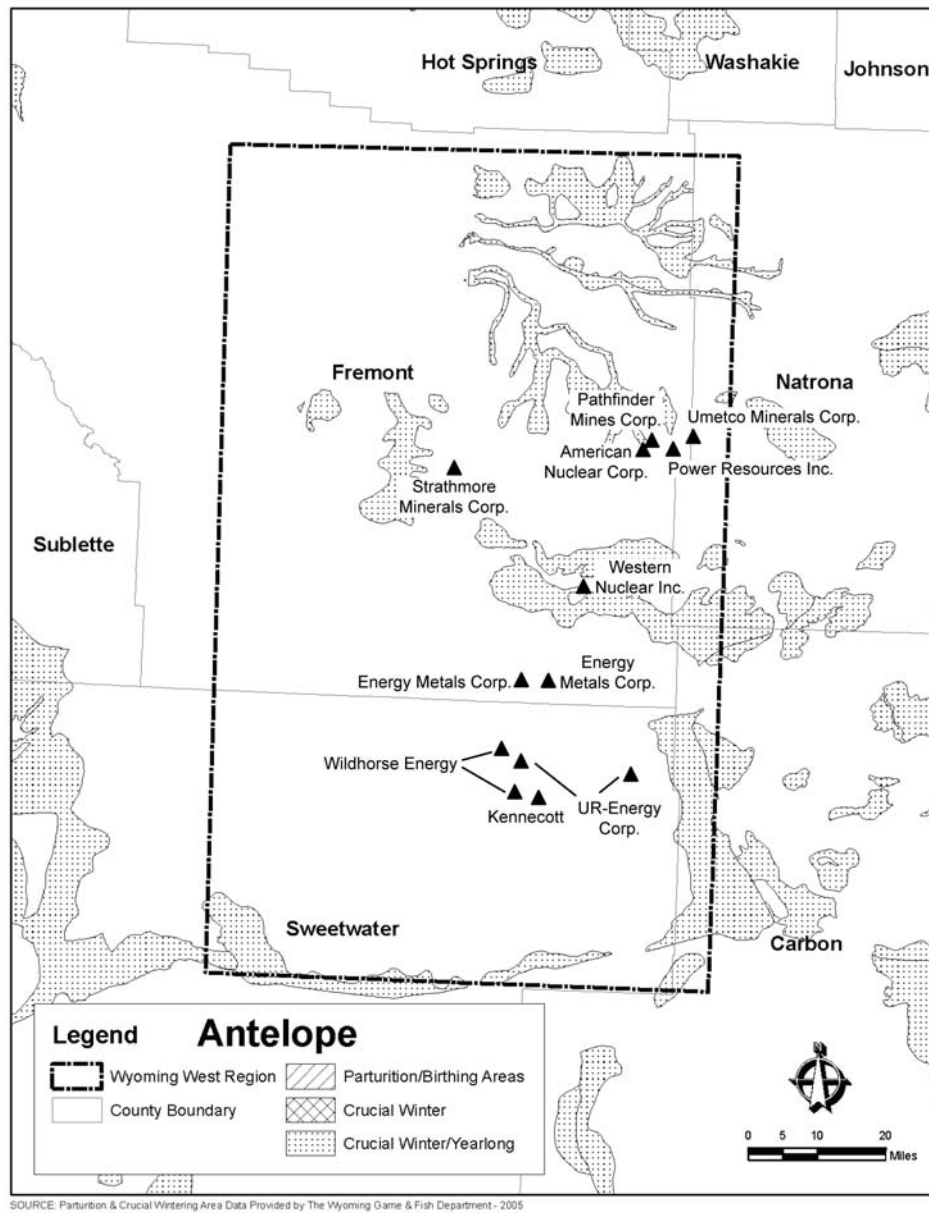 Hot Springs
Washakie
Johnson
Fremont
Natrona
Pathfinder
Mines Corp.
Umetco Minerals Corp.
American
Nuclear Corp.
Power Resources Inc.
Strathmore
Minerals Corp.
Sublette
Western
Nuclear Inc.
Energy Metals Corp.
Energy
Metals Corp.
Wildhorse Energy
Kennecott
UR-Energy
Corp.
Sweetwater
Carbon
Legend
Antelope
Wyoming West Region
County Boundary
Parturition/Birthing Areas
Crucial Winter
Crucial Winter/Yearlong
N
0 5 10 20
Miles
SOURCE: Parturition & Crucial Wintering Area Data Provided by The Wyoming Game & Fish Department - 2005